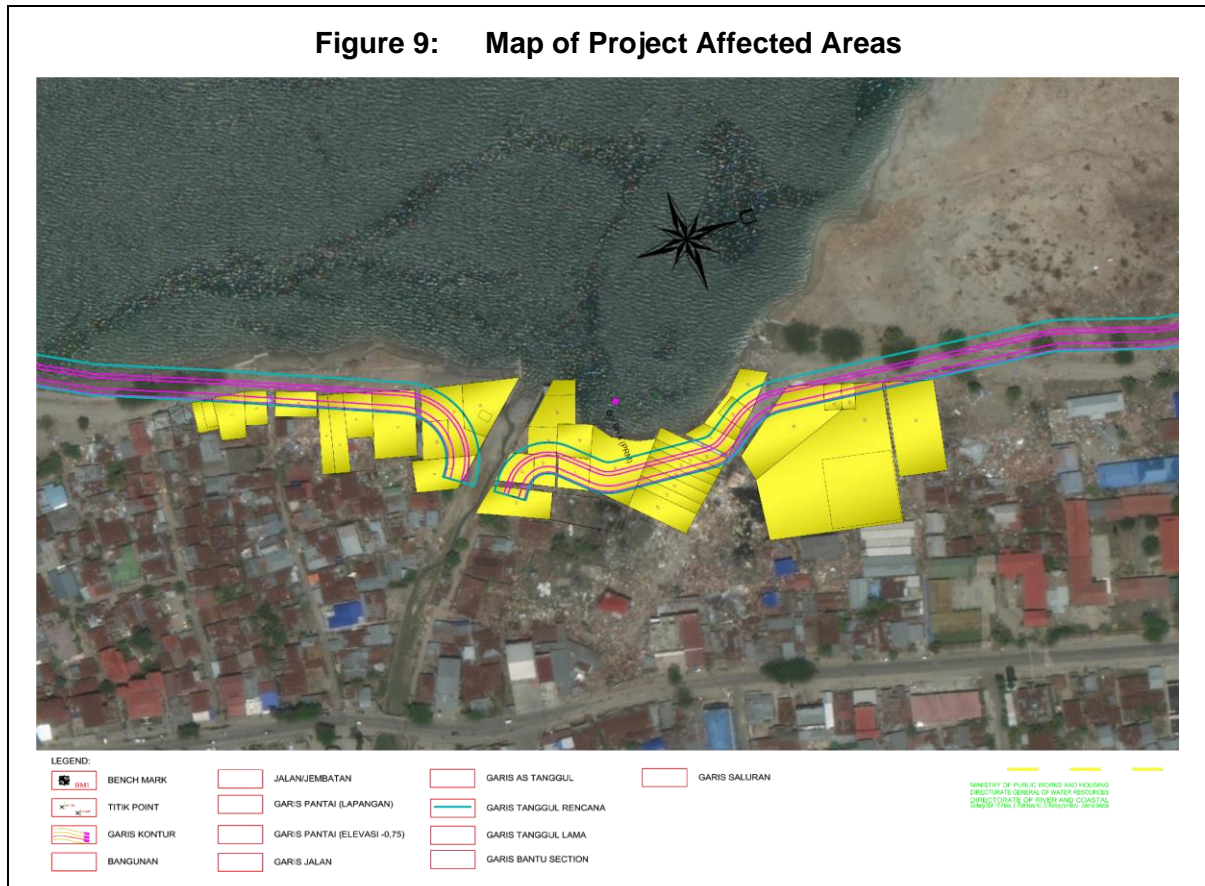 Figure 9: Map of Project Affected Areas
U
LEGEND:
BM1
BENCH MARK
TITIK POINT
GARIS KONTUR
BANGUNAN
JALAN/JEMBATAN
GARIS PANTAI (LAPANGAN)
GARIS PANTAI (ELEVASI -0,75)
GARIS JALAN
GARIS AS TANGGUL
GARIS TANGGUL RENCANA
GARIS TANGGUL LAMA
GARIS BANTU SECTION
GARIS SALURAN
MINISTRY OF PUBLIC WORKS AND HOUSING
DIRECTORATE GENERAL OF WATER RESOURCES
DIRECTORATE OF RIVER AND COASTAL